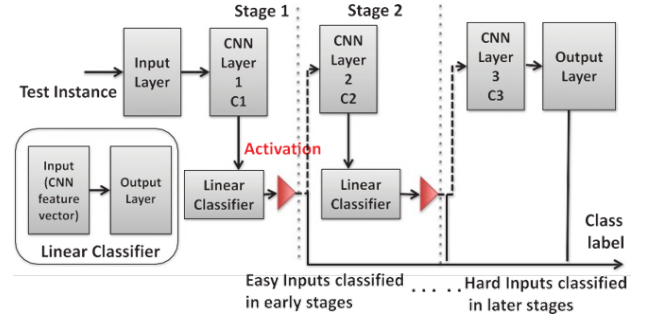 Stage 1
Stage 2
Test Instance
Input
Layer
CNN
Layer
1
C1
CNN
Layer
2
C2
CNN
Layer
3
C3
Output
Layer
Activation
Input
(CNN
feature
vector)
Output
Layer
Linear Classifier
Linear
Classifier
Linear
Classifier
Class
label
Easy Inputs classified
in early stages
. . . . . .
Hard Inputs classified
in later stages